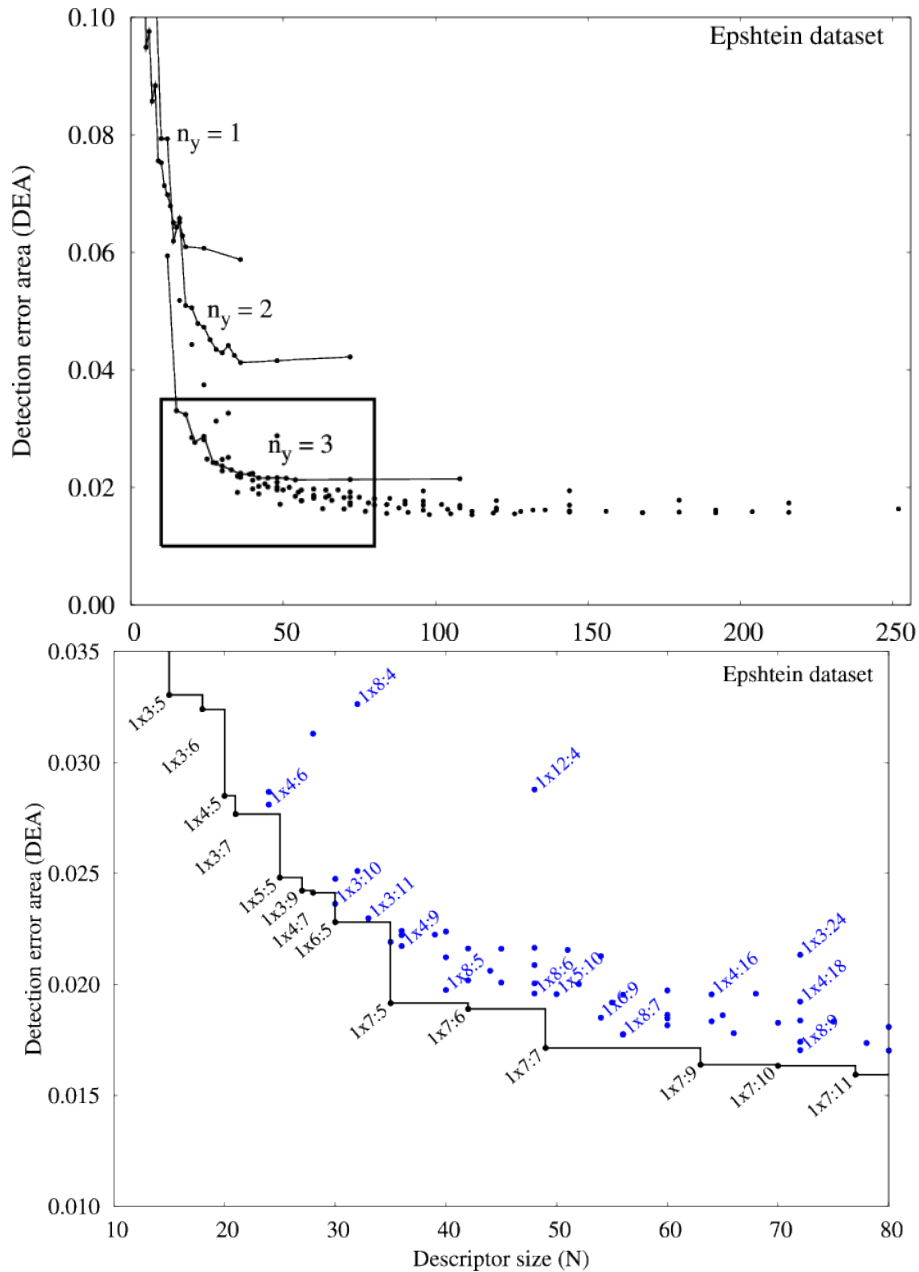 Epshtein dataset
Detection error area (DEA)
0.10
0.08
0.06
0.04
0.02
0.00
n_y = 1
n_y = 2
n_y = 3
0 50 100 150 200 250
Epshtein dataset
Detection error area (DEA)
0.035
0.030
0.025
0.020
0.015
0.010
1x3:5
1x3:6
1x4:5
1x3:7
1x5:5
1x3:9
1x4:7
1x6:5
1x7:5
1x7:6
1x7:7
1x7:9
1x7:10
1x7:11
1x8:4
1x4:6
1x12:4
1x3:10
1x3:11
1x4:9
1x8:5
1x8:6
1x5:10
1x6:9
1x8:7
1x4:16
1x3:24
1x4:18
1x8:9
10 20 30 40 50 60 70 80
Descriptor size (N)